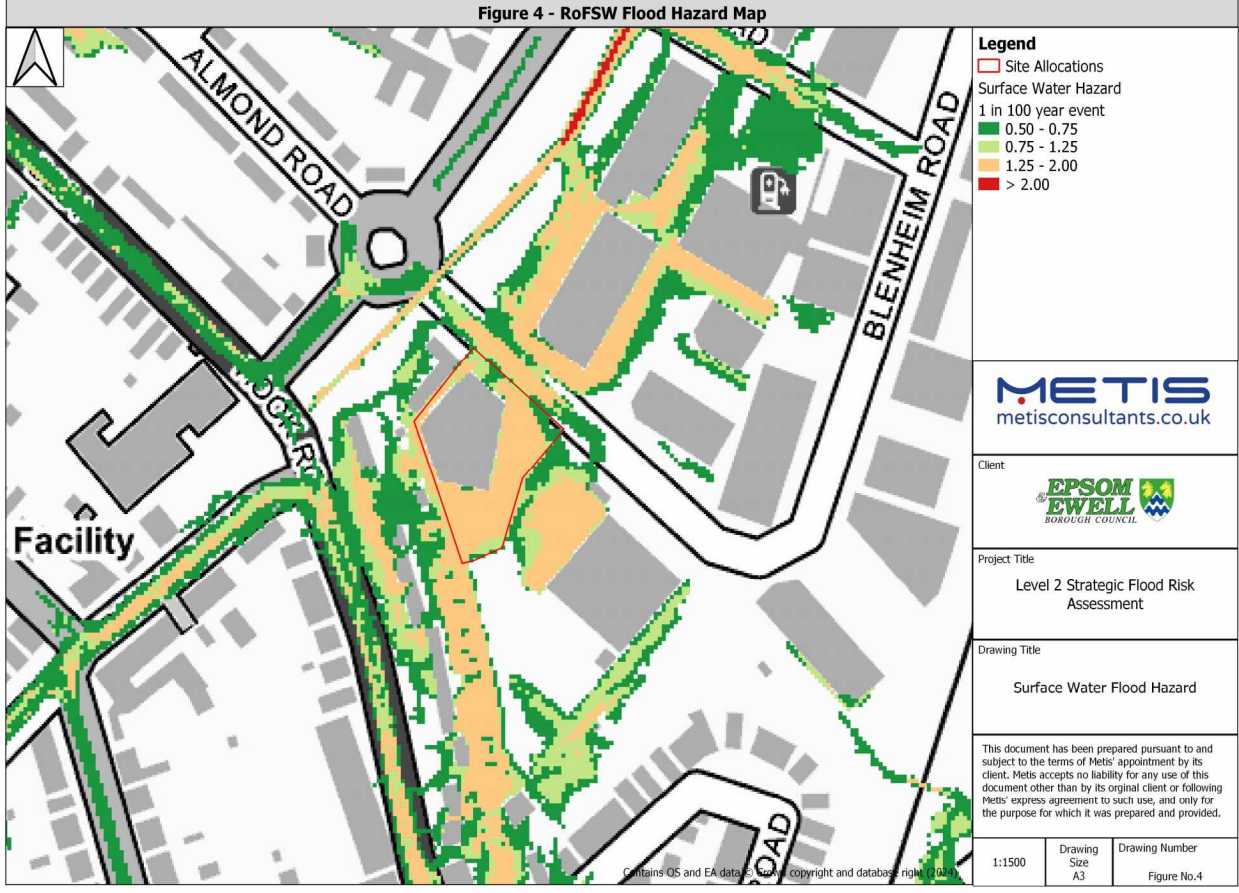 Figure 4 - RoFSW Flood Hazard Map
ALMOND ROAD
BLENHEIM ROAD
Facility
ROAD
Contains OS and EA data © Crown copyright and database right (2024)
Legend
Site Allocations
Surface Water Hazard
1 in 100 year event
0.50 - 0.75
0.75 - 1.25
1.25 - 2.00
> 2.00
METIS
metisconsultants.co.uk
Client
EPSOM
& EWELL
BOROUGH COUNCIL
Project Title
Level 2 Strategic Flood Risk
Assessment
Drawing Title
Surface Water Flood Hazard
This document has been prepared pursuant to and
subject to the terms of Metis' appointment by its
client. Metis accepts no liability for any use of this
document other than by its orginal client or following
Metis' express agreement to such use, and only for
the purpose for which it was prepared and provided.
1:1500
Drawing
Size
A3
Drawing Number
Figure No.4